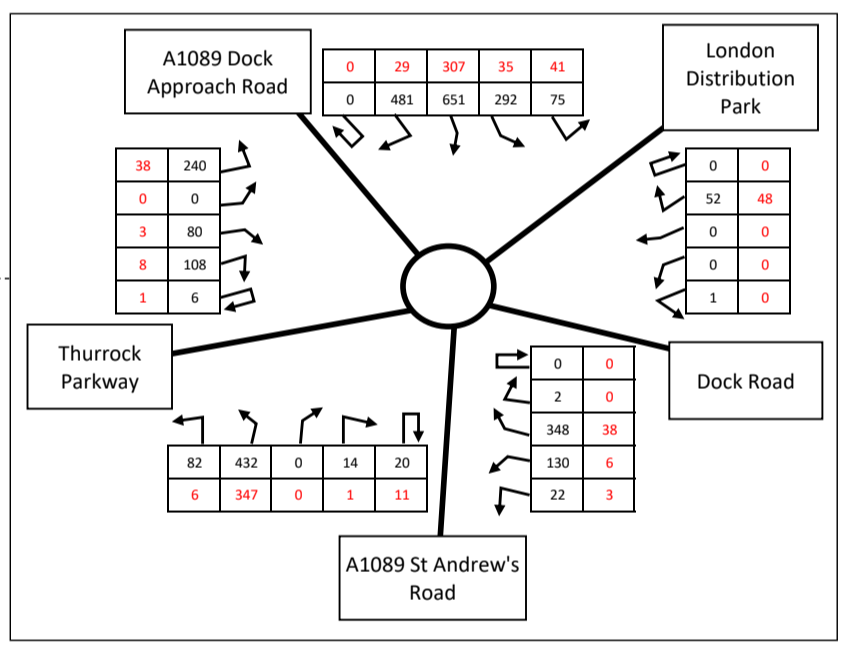 A1089 Dock
Approach Road
0 29 307 35 41
0 481 651 292 75
London
Distribution
Park
38 240
0 0
3 80
8 108
1 6
0 0
52 48
0 0
0 0
1 0
Thurrock
Parkway
0 0
2 0
348 38
130 6
22 3
Dock Road
82 432 0 14 20
6 347 0 1 11
A1089 St Andrew's
Road